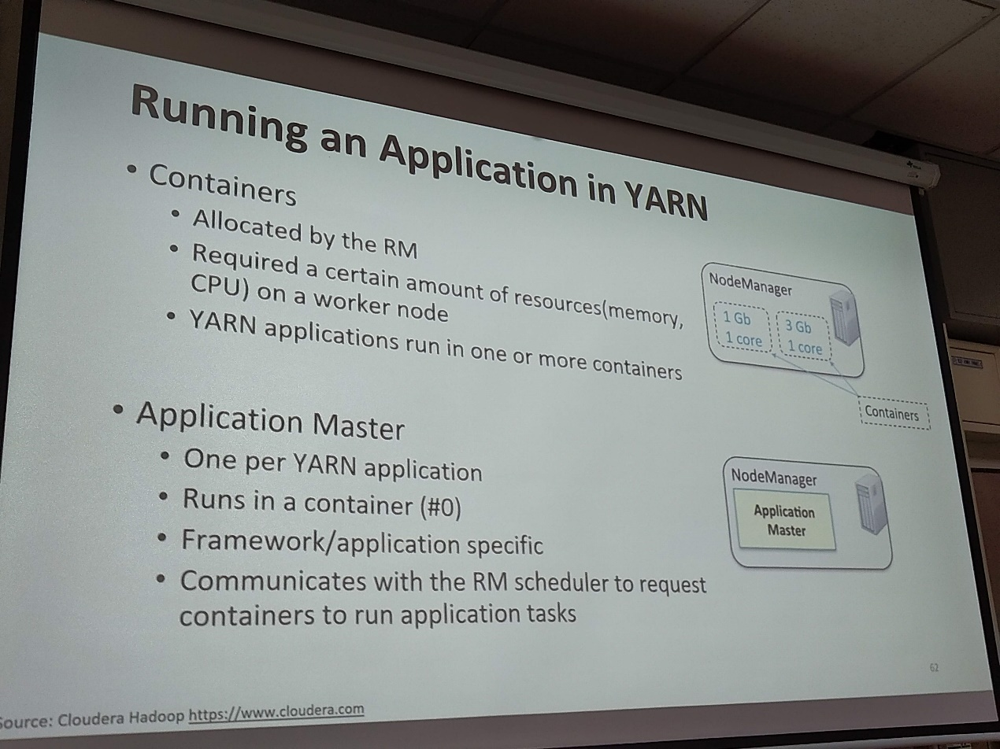 Running an Application in YARN
• Containers
• Allocated by the RM
• Required a certain amount of resources(memory,
CPU) on a worker node
• YARN applications run in one or more containers
NodeManager
1 Gb
1 core
3 Gb
1 core
Containers
• Application Master
• One per YARN application
• Runs in a container (#0)
• Framework/application specific
• Communicates with the RM scheduler to request
containers to run application tasks
NodeManager
Application
Master
62
Source: Cloudera Hadoop https://www.cloudera.com